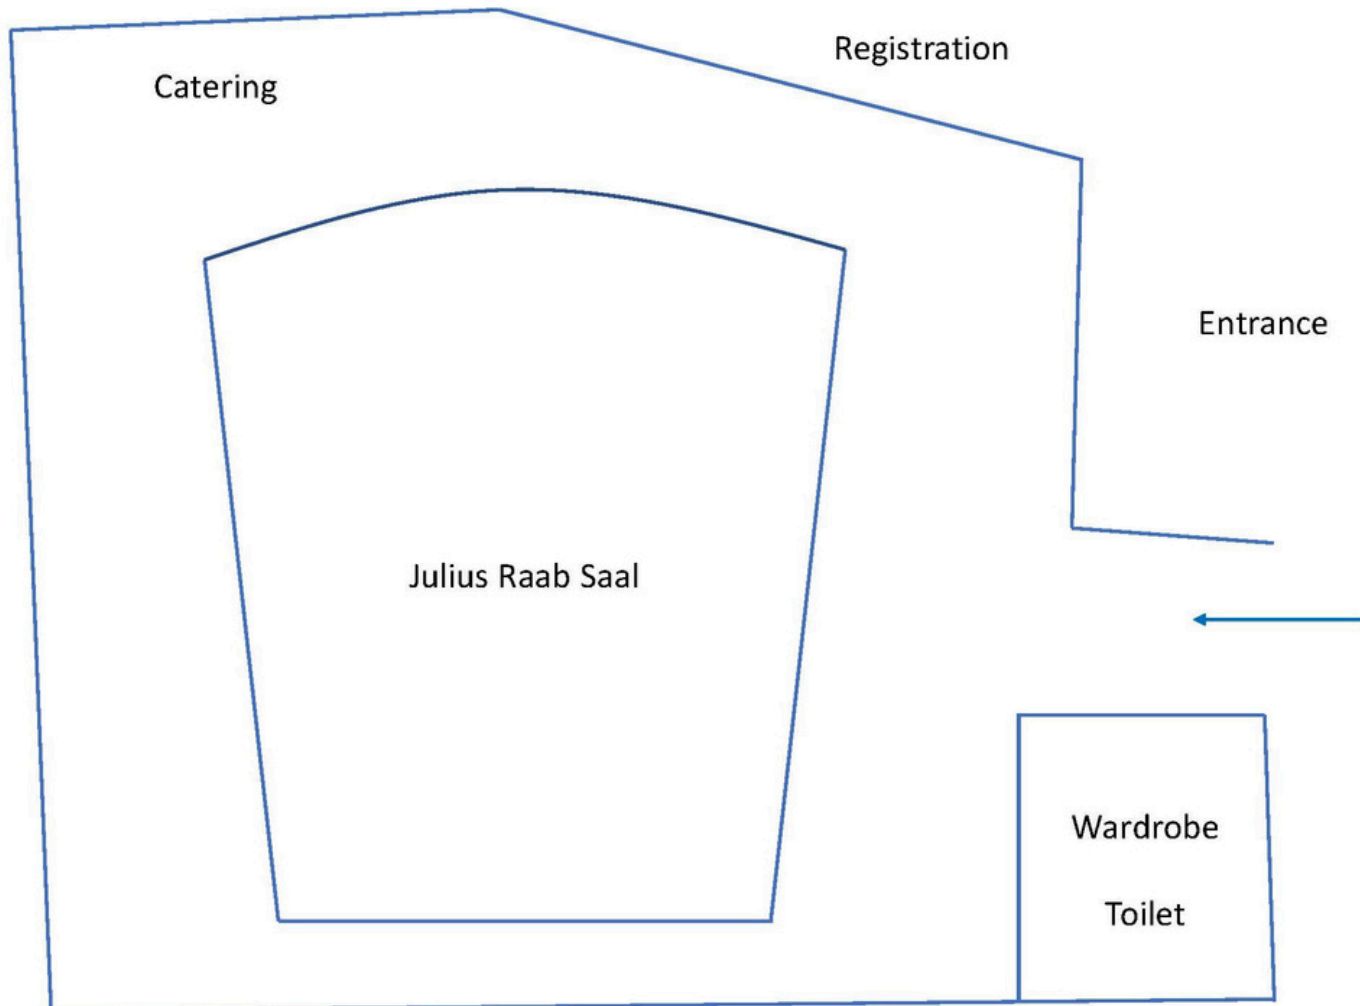 Registration
Catering
Entrance
Julius Raab Saal
Wardrobe
Toilet